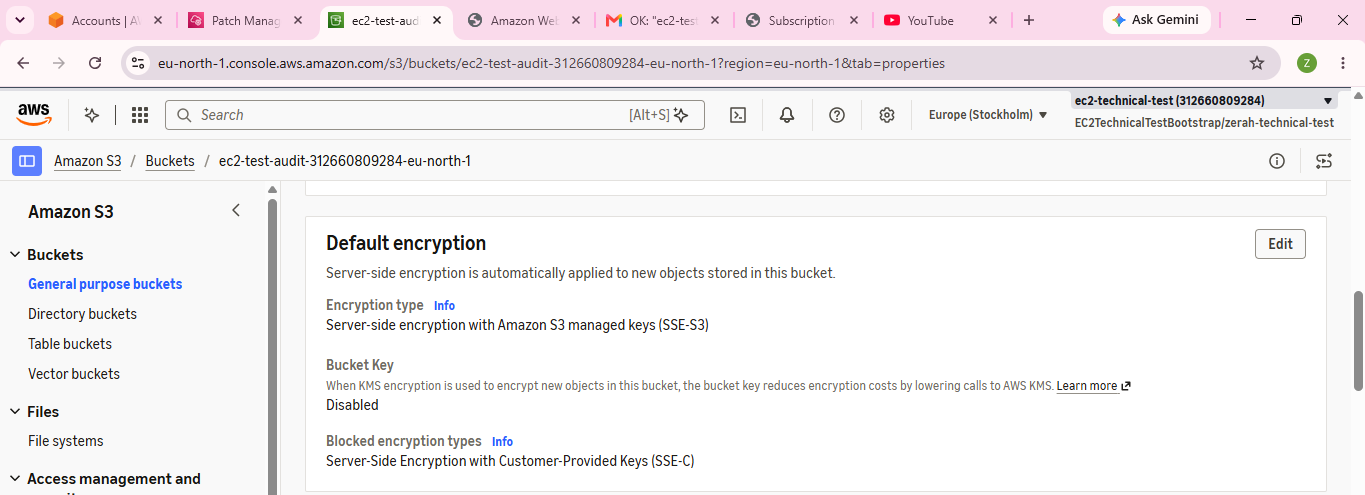 Accounts | A
Patch Manag
ec2-test-aud
Amazon Web
OK: "ec2-test
Subscription
YouTube
Ask Gemini
eu-north-1.console.aws.amazon.com/s3/buckets/ec2-test-audit-312660809284-eu-north-1?region=eu-north-1&tab=properties
Z
aws
Search
[Alt+S]
Europe (Stockholm)
ec2-technical-test (312660809284)
EC2TechnicalTestBootstrap/zerah-technical-test
Amazon S3 / Buckets / ec2-test-audit-312660809284-eu-north-1
Amazon S3
Buckets
General purpose buckets
Directory buckets
Table buckets
Vector buckets
Files
File systems
Access management and
Default encryption
Edit
Server-side encryption is automatically applied to new objects stored in this bucket.
Encryption type Info
Server-side encryption with Amazon S3 managed keys (SSE-S3)
Bucket Key
When KMS encryption is used to encrypt new objects in this bucket, the bucket key reduces encryption costs by lowering calls to AWS KMS. Learn more
Disabled
Blocked encryption types Info
Server-Side Encryption with Customer-Provided Keys (SSE-C)